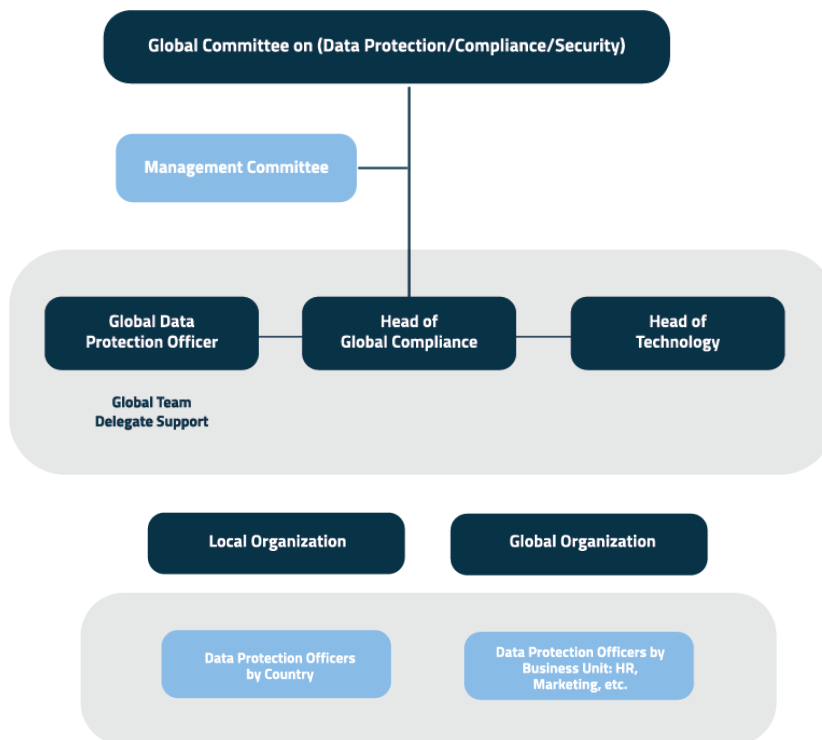 Global Committee on (Data Protection/Compliance/Security)
Management Committee
Global Data
Protection Officer
Head of
Global Compliance
Head of
Technology
Global Team
Delegate Support
Local Organization
Global Organization
Data Protection Officers
by Country
Data Protection Officers by
Business Unit: HR,
Marketing, etc.